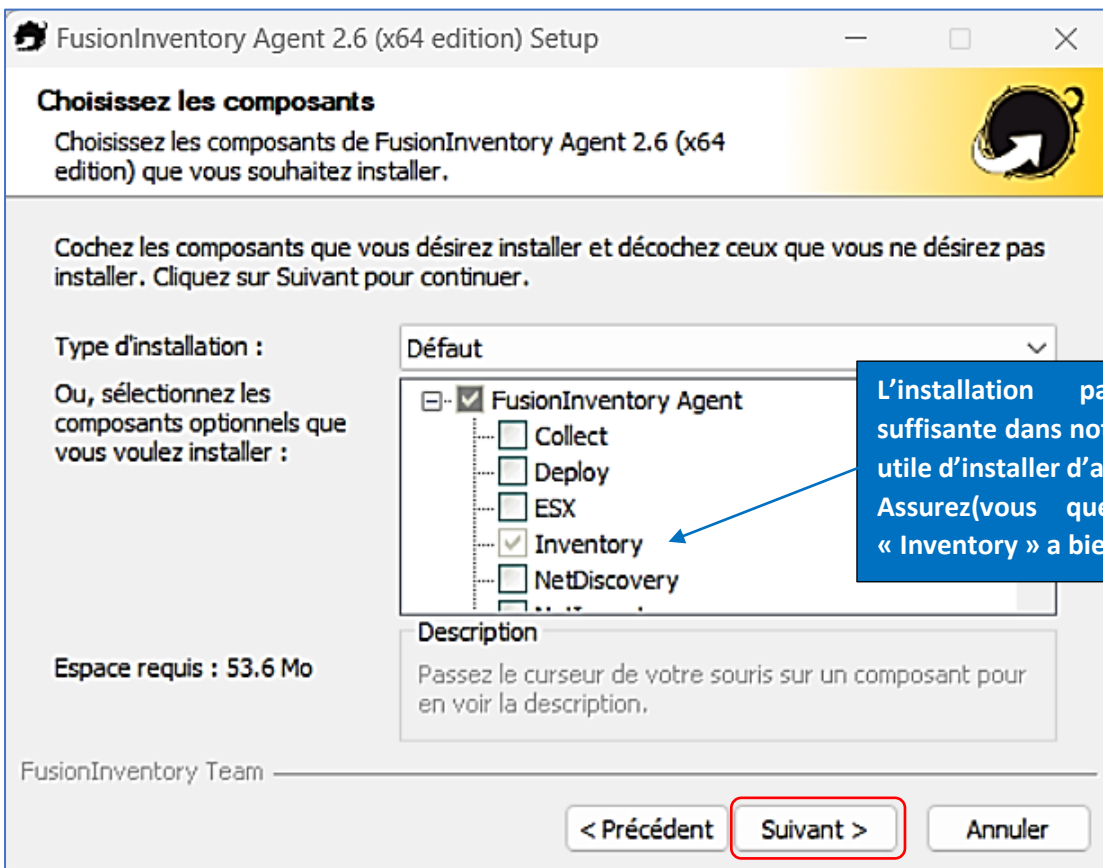 FusionInventory Agent 2.6 (x64 edition) Setup
Choisissez les composants
Choisissez les composants de FusionInventory Agent 2.6 (x64
edition) que vous souhaitez installer.
Cochez les composants que vous désirez installer et décochez ceux que vous ne désirez pas
installer. Cliquez sur Suivant pour continuer.
Type d'installation :
Défaut
Ou, sélectionnez les
composants optionnels que
vous voulez installer :
FusionInventory Agent
Collect
Deploy
ESX
Inventory
NetDiscovery
L'installation pa
suffisante dans no
utile d'installer d'a
Assurez(vous que
« Inventory » a bie
Description
Passez le curseur de votre souris sur un composant pour
en voir la description.
Espace requis : 53.6 Mo
FusionInventory Team
< Précédent
Suivant >
Annuler